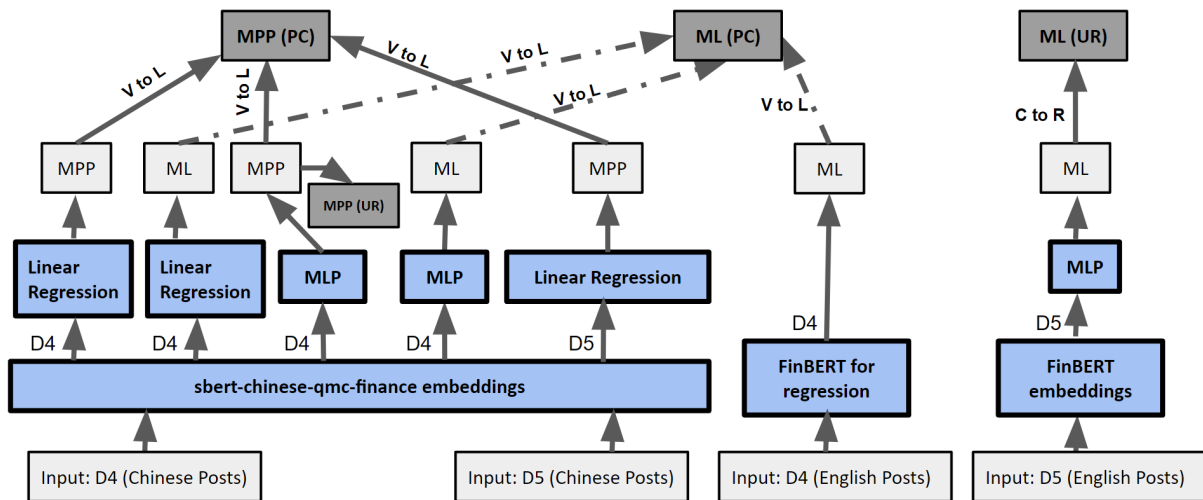 MPP (PC)
ML (PC)
ML (UR)
V to L
V to L
V to L
V to L
V to L
V to L
C to R
MPP
ML
MPP
ML
MPP
ML
ML
MPP (UR)
Linear
Regression
Linear
Regression
MLP
MLP
Linear Regression
MLP
D4
D4
D4
D4
D5
D4
D5
sbert-chinese-qmc-finance embeddings
FinBERT for
regression
FinBERT
embeddings
Input: D4 (Chinese Posts)
Input: D5 (Chinese Posts)
Input: D4 (English Posts)
Input: D5 (English Posts)